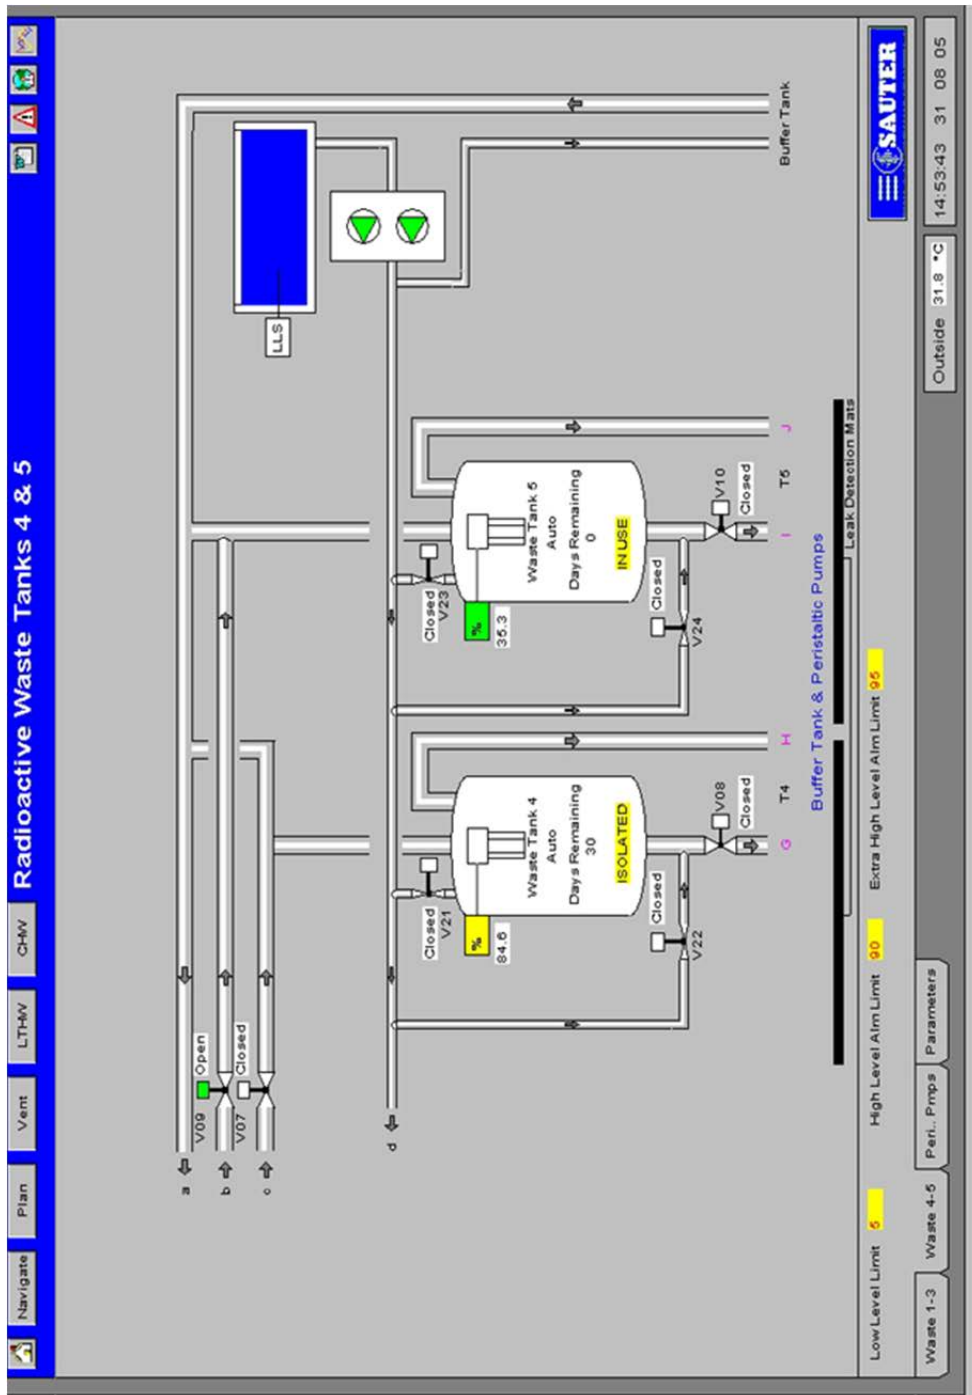 Navigate
Plan
Vent
LTHW
CHW
Radioactive Waste Tanks 4 & 5
a
b
c
V09
Open
V07
Closed
d
LLS
Closed
V21
Closed
V23
%
84.6
%
35.3
Waste Tank 4
Auto
Days Remaining
30
ISOLATED
Waste Tank 5
Auto
Days Remaining
0
IN USE
Closed
V22
Closed
V24
V08
Closed
V10
Closed
G
T4
H
I
T5
J
Buffer Tank
Buffer Tank & Peristaltic Pumps
Leak Detection Mats
Low Level Limit 5
High Level Alm Limit 90
Extra High Level Alm Limit 95
SAUTER
Waste 1-3
Waste 4-5
Peri.. Pmps
Parameters
Outside 31.8 °C
14:53:43 31 08 05